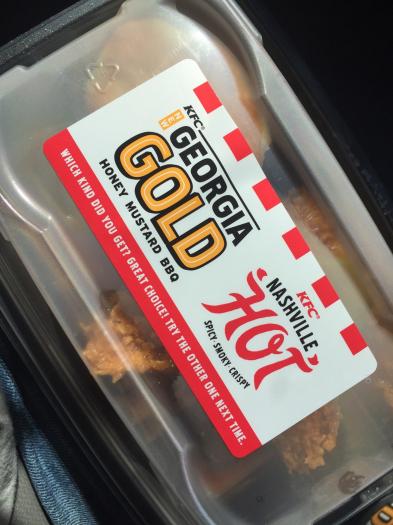 KFC®
NEW
GEORGIA
GOLD
HONEY MUSTARD BBQ
KFC®
NASHVILLE
HOT
SPICY·SMOKY·CRISPY
WHICH KIND DID YOU GET? GREAT CHOICE! TRY THE OTHER ONE NEXT TIME.